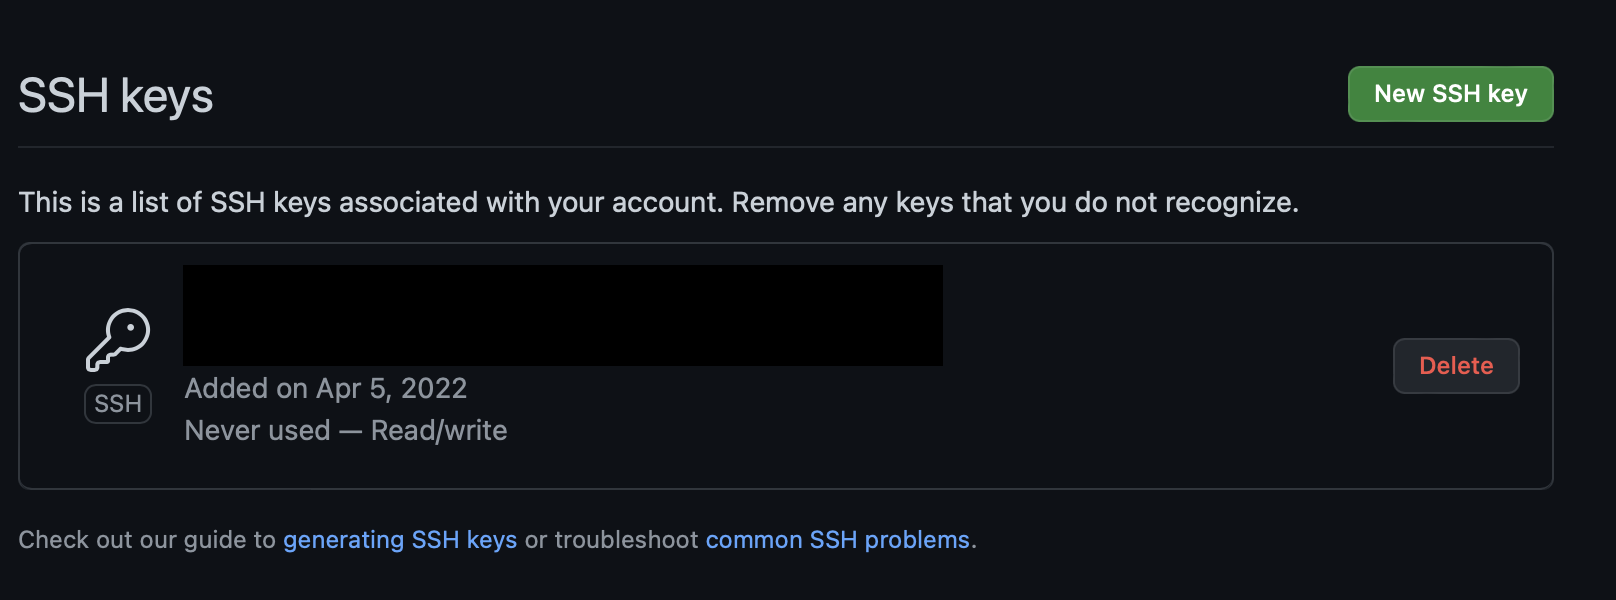 SSH keys
New SSH key
This is a list of SSH keys associated with your account. Remove any keys that you do not recognize.
SSH
Added on Apr 5, 2022
Never used — Read/write
Delete
Check out our guide to generating SSH keys or troubleshoot common SSH problems.